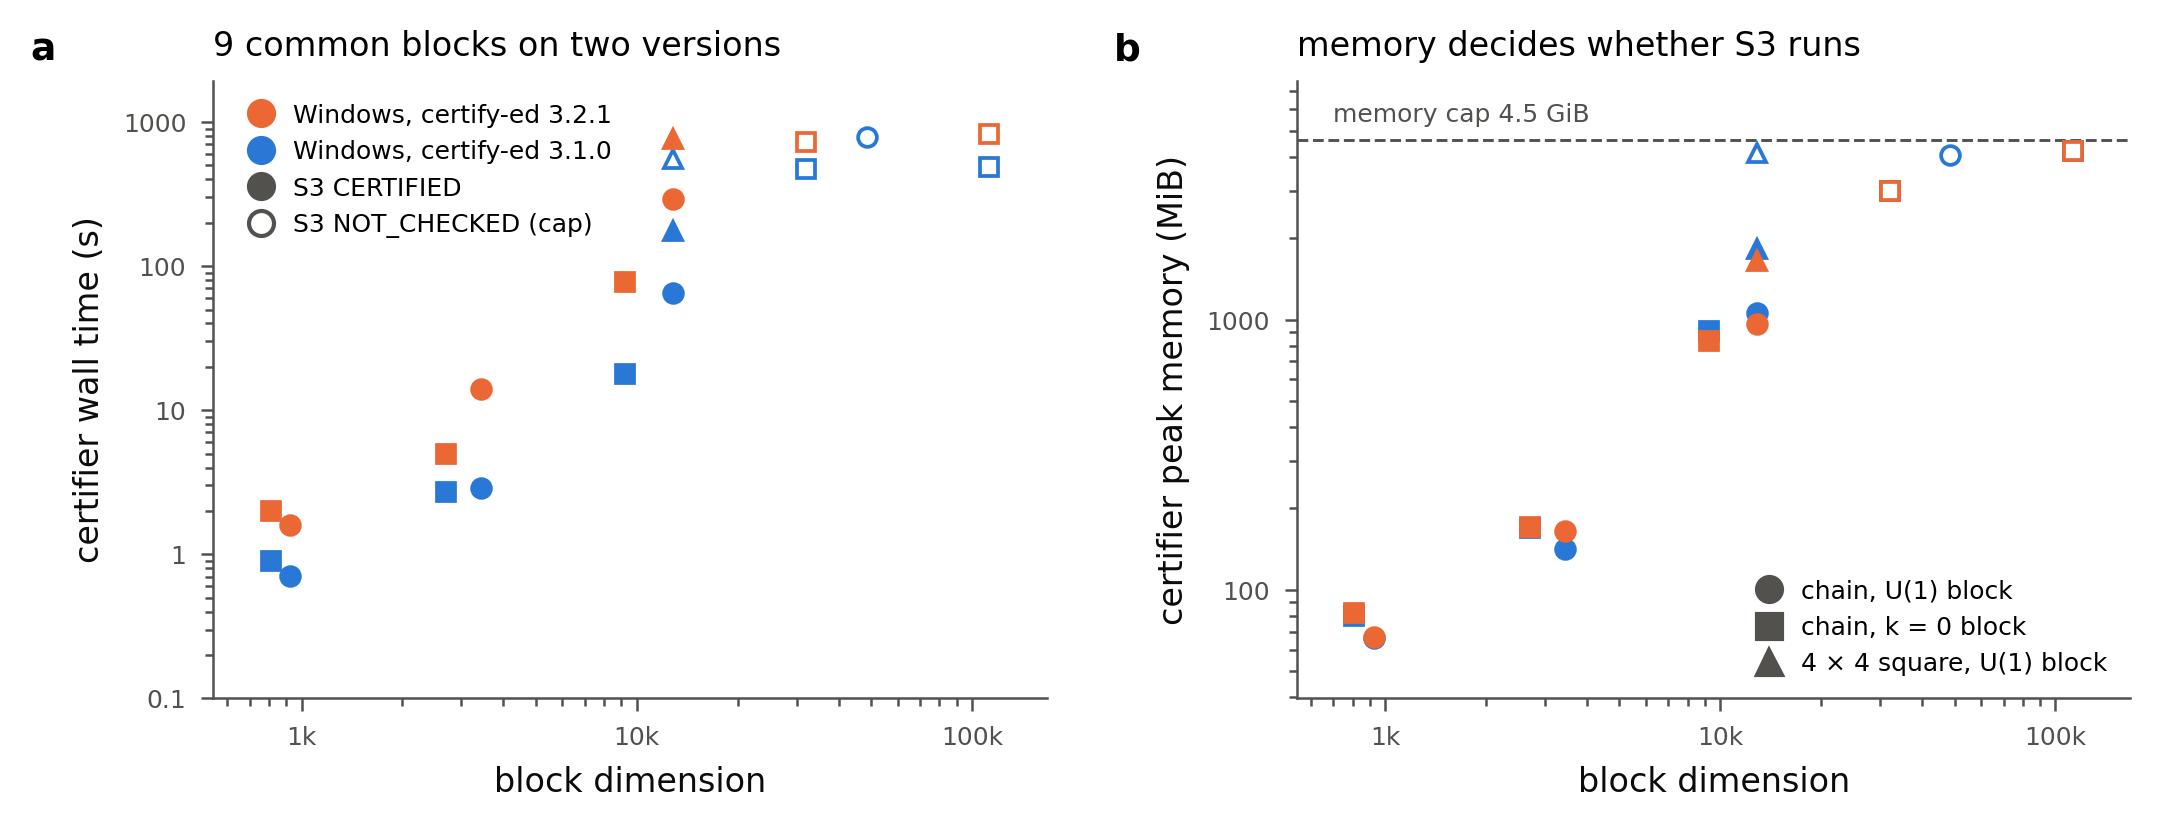 a
9 common blocks on two versions
Windows, certify-ed 3.2.1
Windows, certify-ed 3.1.0
S3 CERTIFIED
S3 NOT_CHECKED (cap)
certifier wall time (s)
1000
100
10
1
0.1
1k
10k
100k
block dimension
b
memory decides whether S3 runs
memory cap 4.5 GiB
certifier peak memory (MiB)
1000
100
chain, U(1) block
chain, k = 0 block
4 × 4 square, U(1) block
1k
10k
100k
block dimension